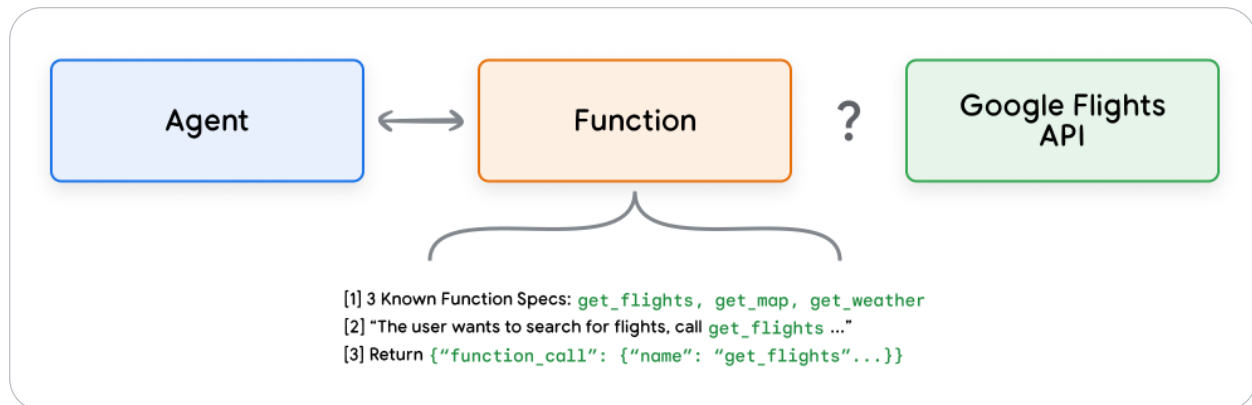 Agent
Function
?
Google Flights
API
[1] 3 Known Function Specs: get_flights, get_map, get_weather
[2] “The user wants to search for flights, call get_flights ...”
[3] Return {“function_call”: {“name”: “get_flights”...}}